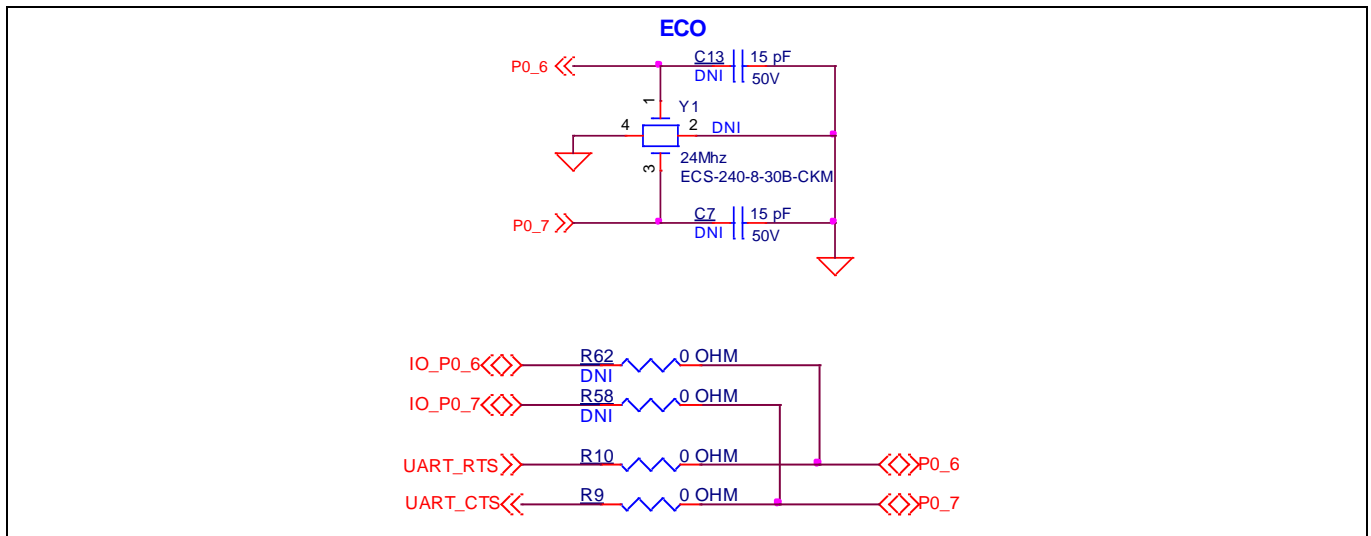 ECO
P0_6
C13
15 pF
DNI
50V
1
Y1
4
2
DNI
3
24Mhz
ECS-240-8-30B-CKM
P0_7
C7
15 pF
DNI
50V
IO_P0_6
R62
0 OHM
DNI
IO_P0_7
R58
0 OHM
DNI
UART_RTS
R10
0 OHM
P0_6
UART_CTS
R9
0 OHM
P0_7